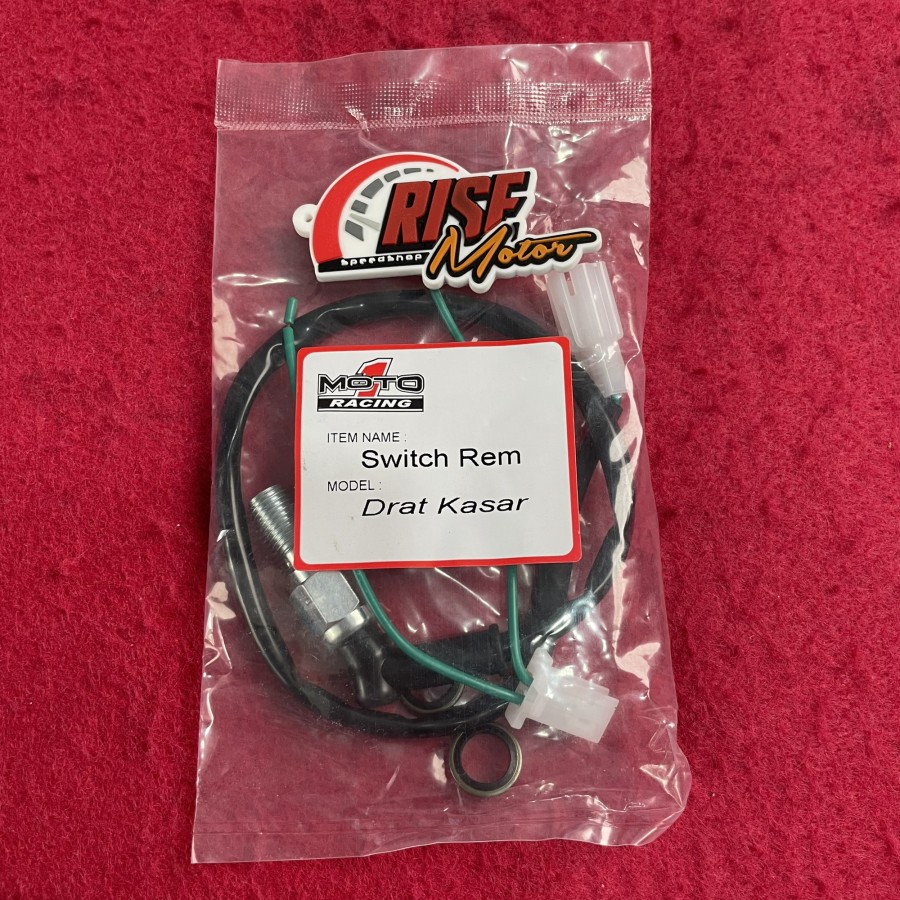 RISE
Speedshop
Motor
MOTO 1
RACING
ITEM NAME :
Switch Rem
MODEL :
Drat Kasar